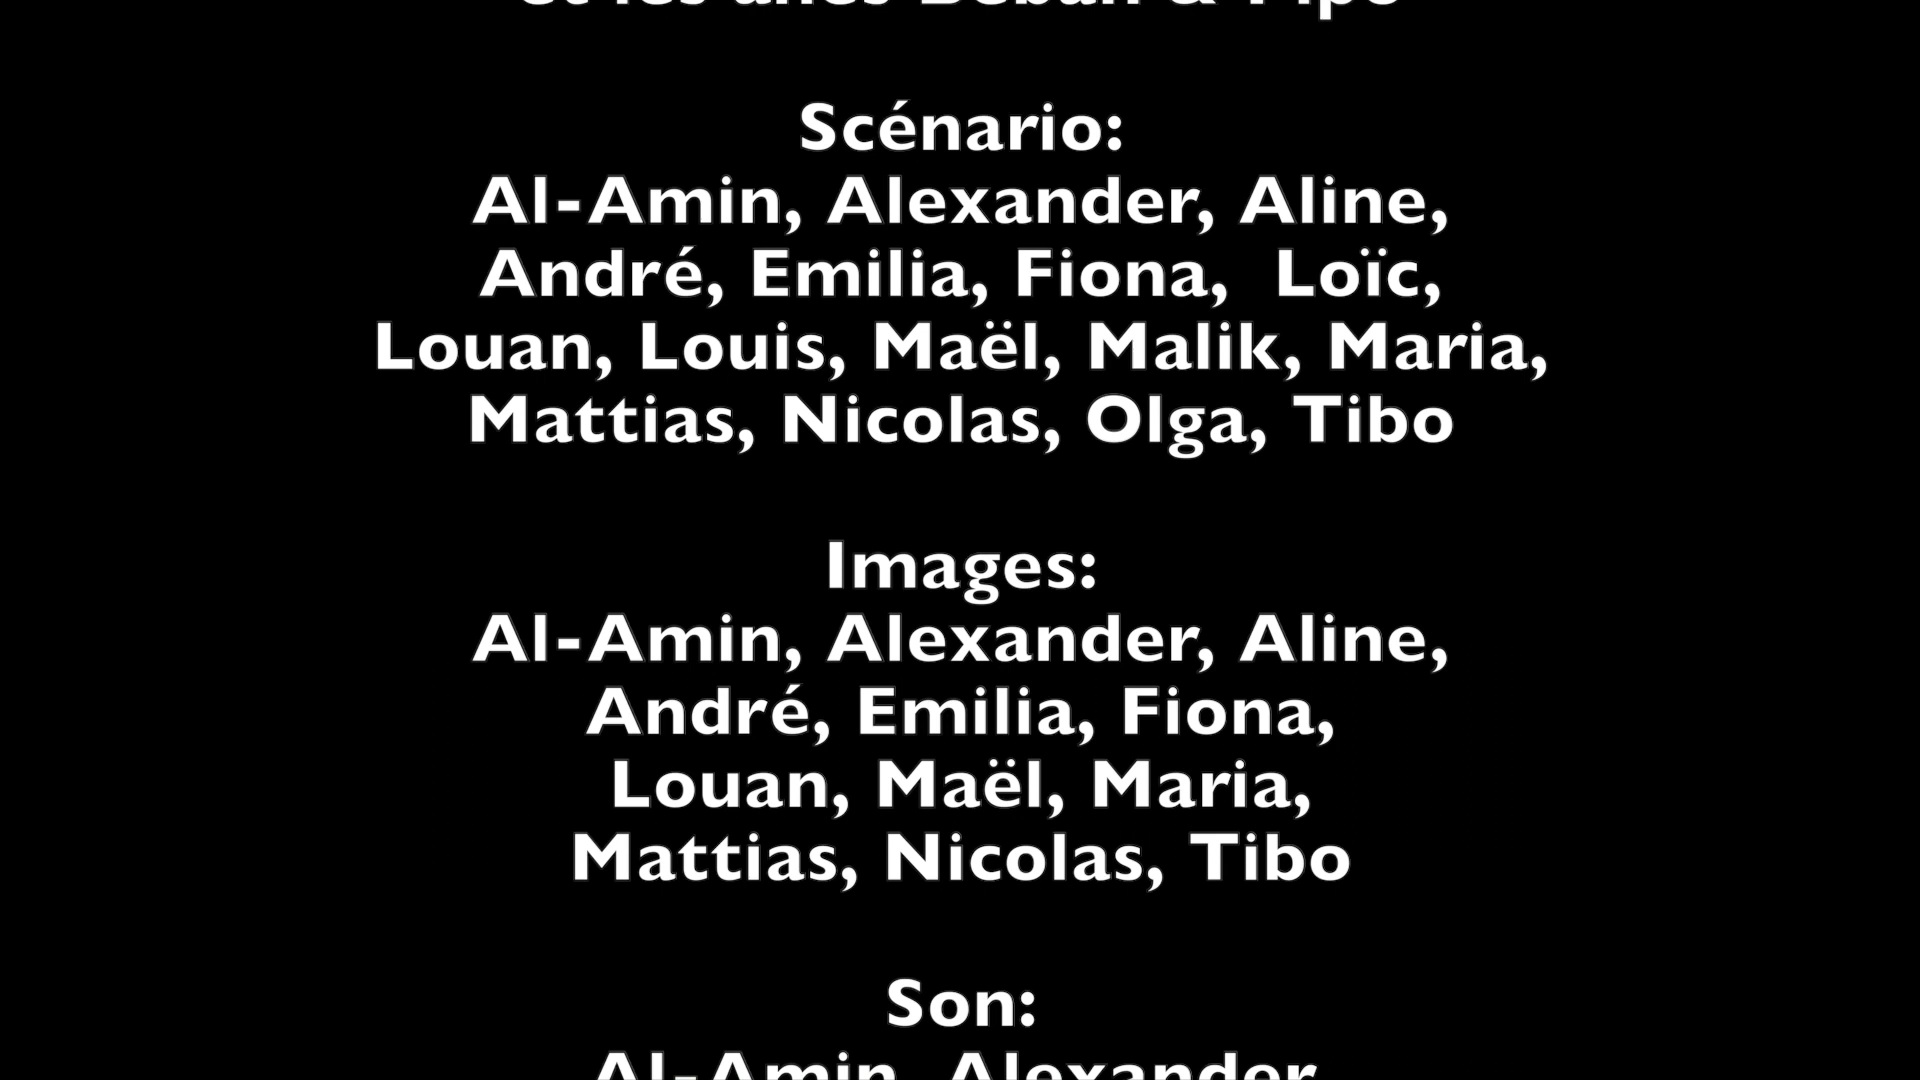 et les ânes Beban & Pipo
Scénario:
Al-Amin, Alexander, Aline,
André, Emilia, Fiona,  Loïc,
Louan, Louis, Maël, Malik, Maria,
Mattias, Nicolas, Olga, Tibo
Images:
Al-Amin, Alexander, Aline,
André, Emilia, Fiona,
Louan, Maël, Maria,
Mattias, Nicolas, Tibo
Son:
Al-Amin, Alexander